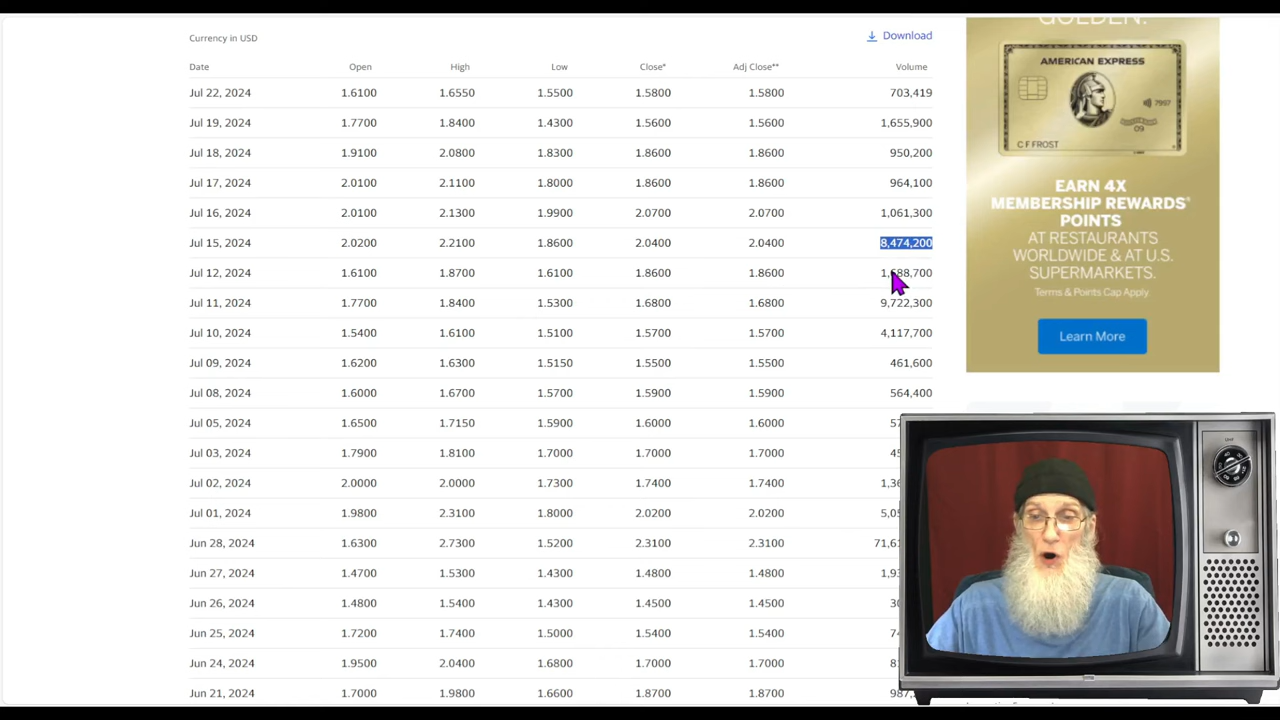 GOLDEN.
Currency in USD
Download
Date Open High Low Close* Adj Close** Volume
Jul 22, 2024 1.6100 1.6550 1.5500 1.5800 1.5800 703,419
Jul 19, 2024 1.7700 1.8400 1.4300 1.5600 1.5600 1,655,900
Jul 18, 2024 1.9100 2.0800 1.8300 1.8600 1.8600 950,200
Jul 17, 2024 2.0100 2.1100 1.8000 1.8600 1.8600 964,100
Jul 16, 2024 2.0100 2.1300 1.9900 2.0700 2.0700 1,061,300
Jul 15, 2024 2.0200 2.2100 1.8600 2.0400 2.0400 8,474,200
Jul 12, 2024 1.6100 1.8700 1.6100 1.8600 1.8600
Jul 11, 2024 1.7700 1.8400 1.5300 1.6800 1.6800 9,722,300
Jul 10, 2024 1.5400 1.6100 1.5100 1.5700 1.5700 4,117,700
Jul 09, 2024 1.6200 1.6300 1.5150 1.5500 1.5500 461,600
Jul 08, 2024 1.6000 1.6700 1.5700 1.5900 1.5900 564,400
Jul 05, 2024 1.6500 1.7150 1.5900 1.6000 1.6000
Jul 03, 2024 1.7900 1.8100 1.7000 1.7000 1.7000
Jul 02, 2024 2.0000 2.0000 1.7300 1.7400 1.7400
Jul 01, 2024 1.9800 2.3100 1.8000 2.0200 2.0200
Jun 28, 2024 1.6300 2.7300 1.5200 2.3100 2.3100
Jun 27, 2024 1.4700 1.5300 1.4300 1.4800 1.4800
Jun 26, 2024 1.4800 1.5400 1.4300 1.4500 1.4500
Jun 25, 2024 1.7200 1.7400 1.5000 1.5400 1.5400
Jun 24, 2024 1.9500 2.0400 1.6800 1.7000 1.7000
Jun 21, 2024 1.7000 1.9800 1.6600 1.8700 1.8700
AMERICAN EXPRESS
7997
09
C F FROST
EARN 4X
MEMBERSHIP REWARDS®
POINTS
AT RESTAURANTS
WORLDWIDE & AT U.S.
SUPERMARKETS.
Terms & Points Cap Apply.
Learn More